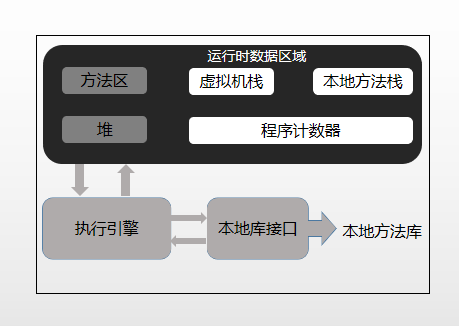 运行时数据区域
方法区
虚拟机栈
本地方法栈
堆
程序计数器
执行引擎
本地库接口
本地方法库